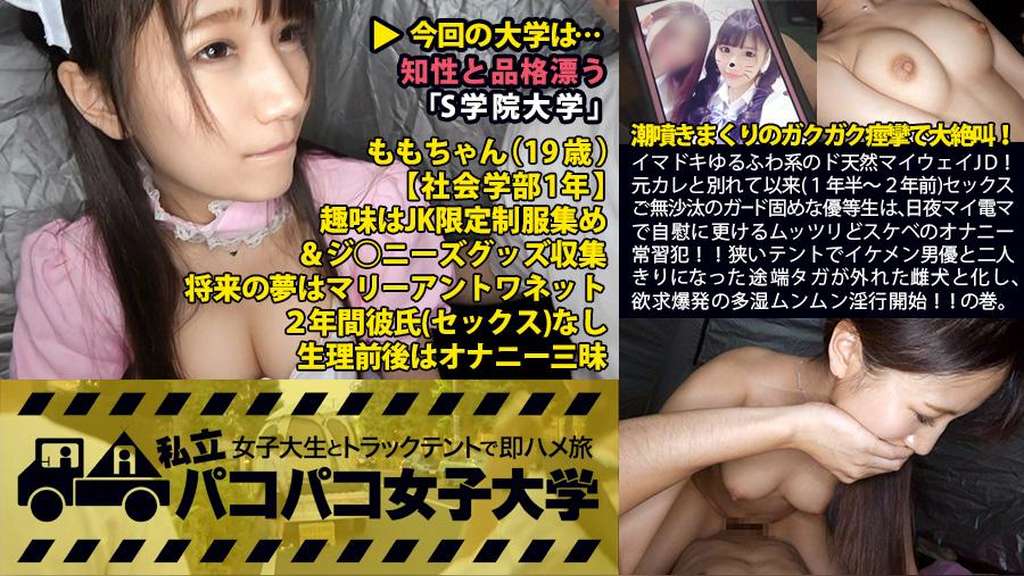 ▶今回の大学は…
知性と品格漂う
「S学院大学」
ももちゃん(19歳)
【社会学部1年】
趣味はJK限定制服集め
&ジ○ニーズグッズ収集
将来の夢はマリーアントワネット
2年間彼氏(セックス)なし
生理前後はオナニー三昧
潮噴きまくりのガクガク痙攣で大絶叫!
イマドキゆるふわ系のド天然マイウェイJD!
元カレと別れて以来(1年半〜2年前)セックス
ご無沙汰のガード固めな優等生は、日夜マイ電マ
で自慰に更けるムッツリどスケベのオナニー
常習犯!!狭いテントでイケメン男優と二人
きりになった途端タガが外れた雌犬と化し、
欲求爆発の多湿ムンムン淫行開始!!の巻。
私立 女子大生とトラックテントで即ハメ旅
パコパコ女子大学